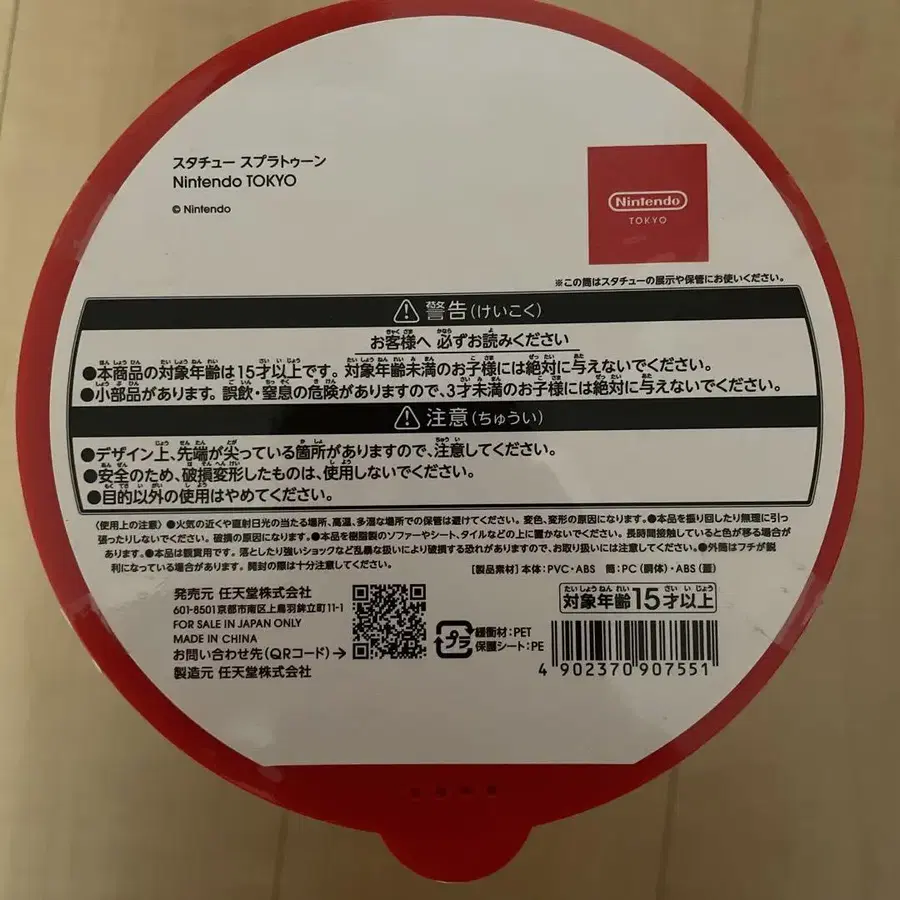 スタチュー スプラトゥーン
Nintendo TOKYO
© Nintendo
Nintendo
TOKYO
※この筒はスタチューの展示や保管にお使いください。
警告(けいこく)
お客様へ 必ずお読みください
●本商品の対象年齢は15才以上です。対象年齢未満のお子様には絶対に与えないでください。
●小部品があります。誤飲・窒息の危険がありますので、3才未満のお子様には絶対に与えないでください。
注意(ちゅうい)
●デザイン上、先端が尖っている箇所がありますので、注意してください。
●安全のため、破損変形したものは、使用しないでください。
●目的以外の使用はやめてください。
〈使用上の注意〉●火気の近くや直射日光の当たる場所、高温、多湿な場所での保管は避けてください。変色、変形の原因になります。●本品を振り回したり無理に引っ
張ったりしないでください。破損の原因になります。●本品を樹脂製のソファーやシート、タイルなどの上に置かないでください。長時間接触していると色が移る場合が
あります。●本品は観賞用です。落としたり強いショックなど乱暴な扱いにより破損する恐れがありますので、お取り扱いには注意してください。●外筒はフチが鋭
利になっている場合があります。開封の際は十分注意してください。
[製品素材] 本体:PVC・ABS 筒:PC(胴体)・ABS(蓋)
発売元 任天堂株式会社
601-8501 京都市南区上鳥羽鉾立町11-1
FOR SALE IN JAPAN ONLY
MADE IN CHINA
お問い合わせ先(QRコード)→
製造元 任天堂株式会社
プラ
緩衝材:PET
保護シート:PE
対象年齢15才以上
4 902370 907551